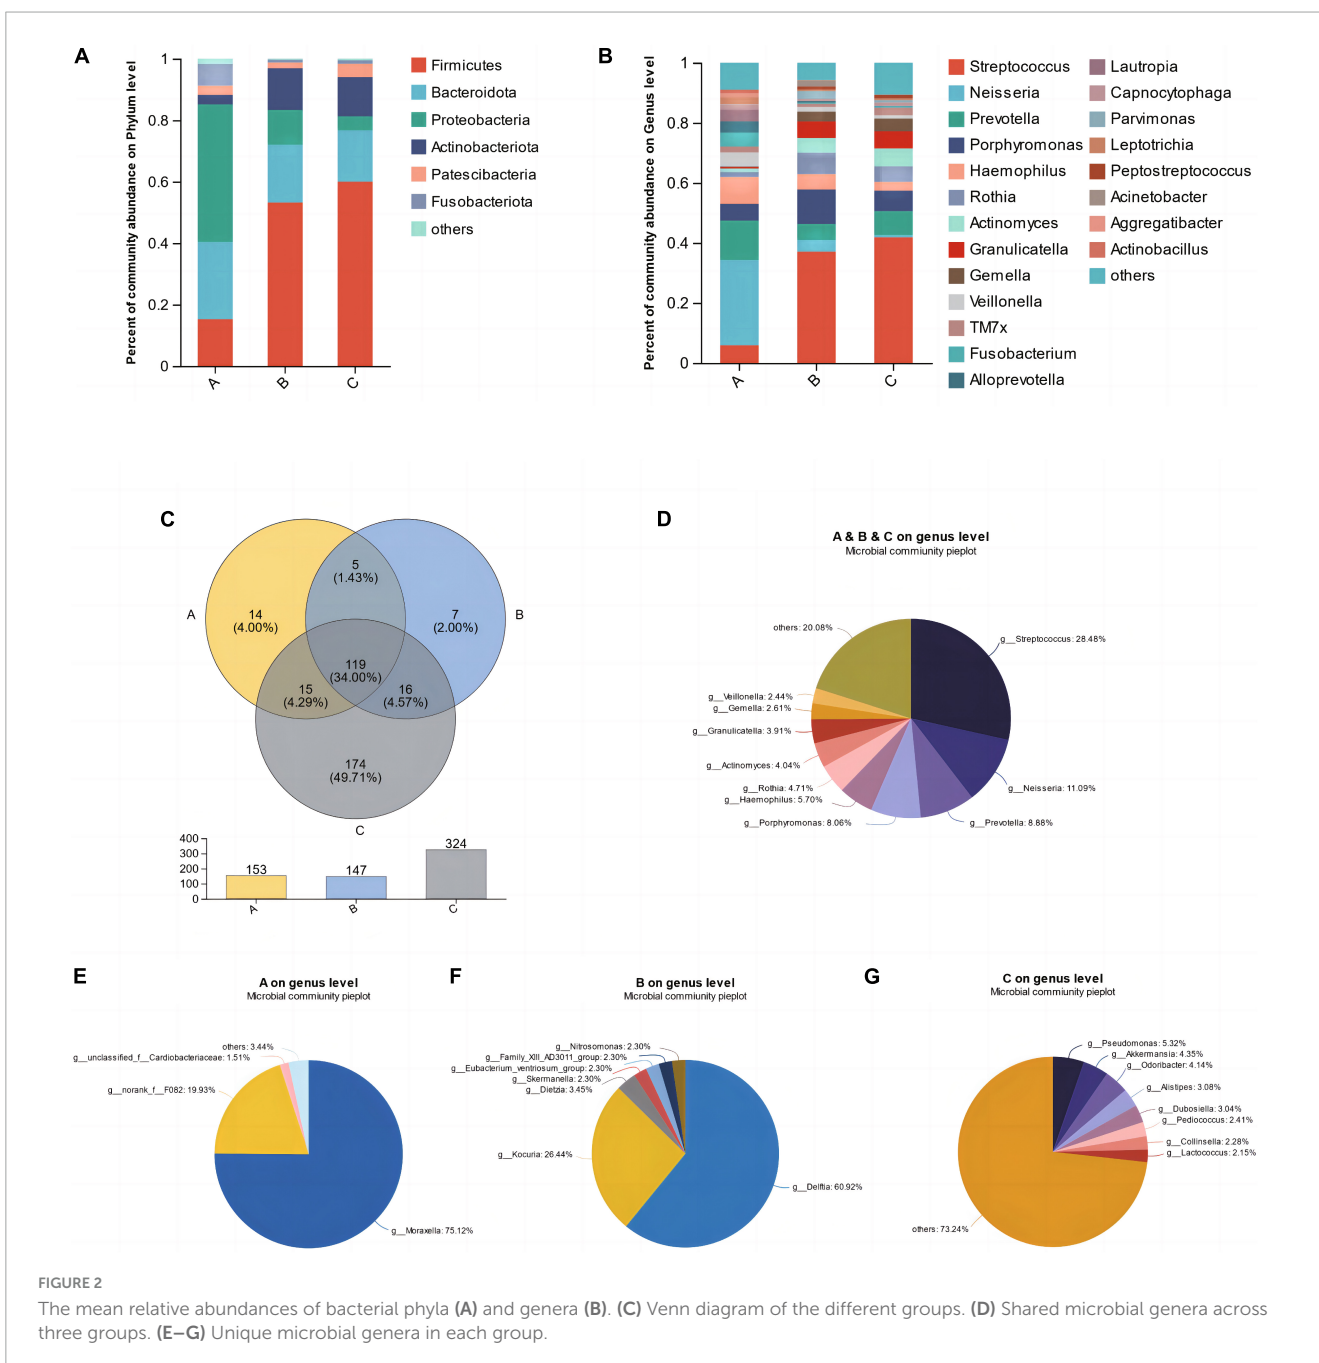 A
Percent of community abundance on Phylum level
1
0.8
0.6
0.4
0.2
0
A
B
C
Firmicutes
Bacteroidota
Proteobacteria
Actinobacteriota
Patescibacteria
Fusobacteriota
others
B
Percent of community abundance on Genus level
1
0.8
0.6
0.4
0.2
0
A
B
C
Streptococcus
Neisseria
Prevotella
Porphyromonas
Haemophilus
Rothia
Actinomyces
Granulicatella
Gemella
Veillonella
TM7x
Fusobacterium
Alloprevotella
Lautropia
Capnocytophaga
Parvimonas
Leptotrichia
Peptostreptococcus
Acinetobacter
Aggregatibacter
Actinobacillus
others
C
A
B
C
5
(1.43%)
14
(4.00%)
7
(2.00%)
119
(34.00%)
15
(4.29%)
16
(4.57%)
174
(49.71%)
400
300
200
100
0
153
147
324
A
B
C
D
A & B & C on genus level
Microbial commiunity pieplot
others: 20.08%
g__Streptococcus: 28.48%
g__Veillonella: 2.44%
g__Gemella: 2.61%
g__Granulicatella: 3.91%
g__Actinomyces: 4.04%
g__Rothia: 4.71%
g__Haemophilus: 5.70%
g__Porphyromonas: 8.06%
g__Neisseria: 11.09%
g__Prevotella: 8.88%
E
A on genus level
Microbial commiunity pieplot
others: 3.44%
g__unclassified_f__Cardiobacteriaceae: 1.51%
g__norank_f__F082: 19.93%
g__Moraxella: 75.12%
F
B on genus level
Microbial commiunity pieplot
g__Nitrosomonas: 2.30%
g__Family_XIII_AD3011_group: 2.30%
g__Eubacterium_ventriosum_group: 2.30%
g__Skermanella: 2.30%
g__Dietzia: 3.45%
g__Kocuria: 26.44%
g__Delftia: 60.92%
G
C on genus level
Microbial commiunity pieplot
g__Pseudomonas: 5.32%
g__Akkermansia: 4.35%
g__Odoribacter: 4.14%
g__Alistipes: 3.08%
g__Dubosiella: 3.04%
g__Pediococcus: 2.41%
g__Collinsella: 2.28%
g__Lactococcus: 2.15%
others: 73.24%
FIGURE 2
The mean relative abundances of bacterial phyla (A) and genera (B). (C) Venn diagram of the different groups. (D) Shared microbial genera across
three groups. (E–G) Unique microbial genera in each group.